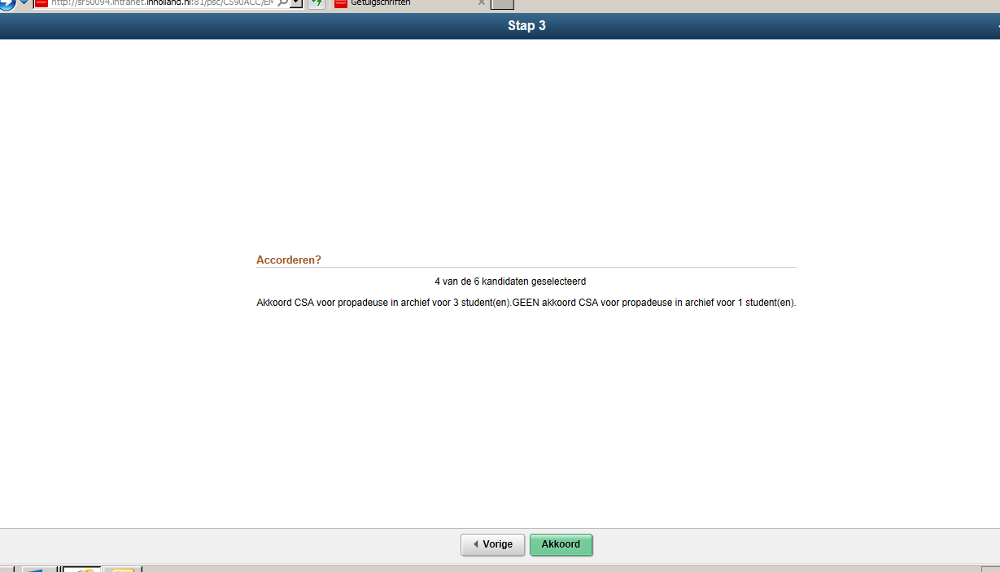 http://sr50094.intranet.inholland.nl:81/psc/CS90ACC/EN
Getuigschriften
Stap 3
Accorderen?
4 van de 6 kandidaten geselecteerd
Akkoord CSA voor propadeuse in archief voor 3 student(en).GEEN akkoord CSA voor propadeuse in archief voor 1 student(en).
Vorige
Akkoord